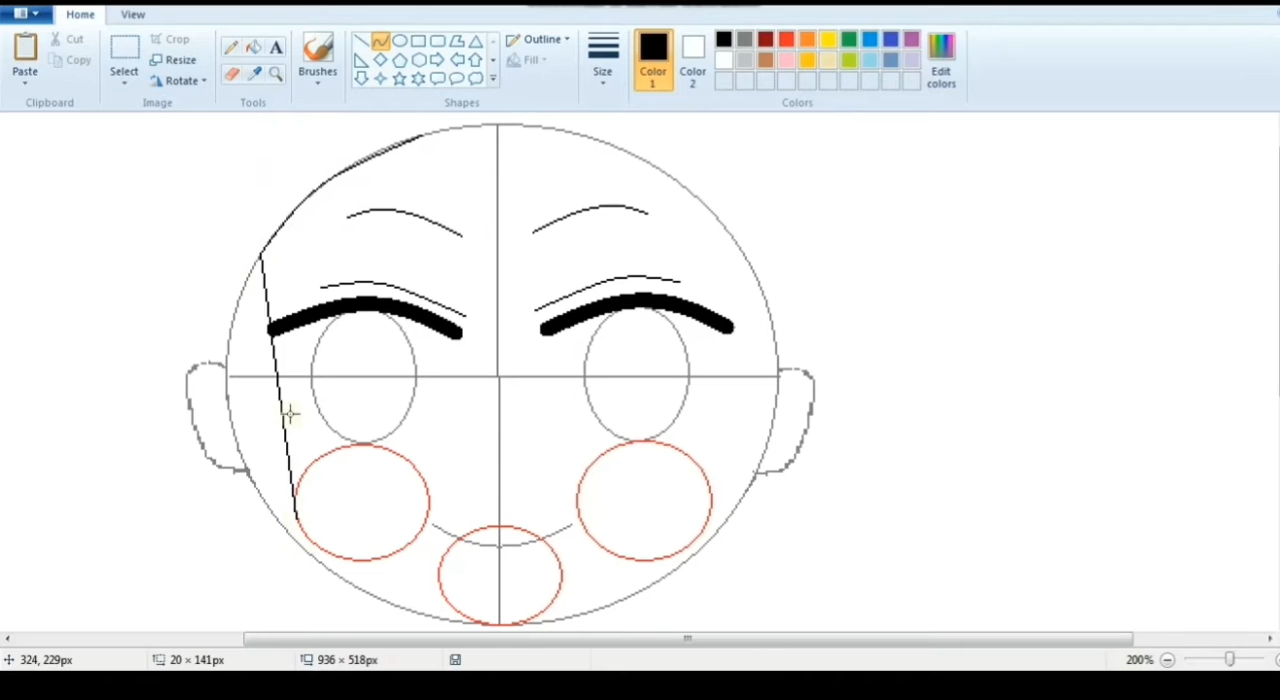 Home View
Paste
Cut
Copy
Clipboard
Select
Crop
Resize
Rotate
Image
A
Tools
Brushes
Outline
Fill
Shapes
Size
Color 1
Color 2
Edit colors
Colors
324, 229px
20 × 141px
936 × 518px
200%